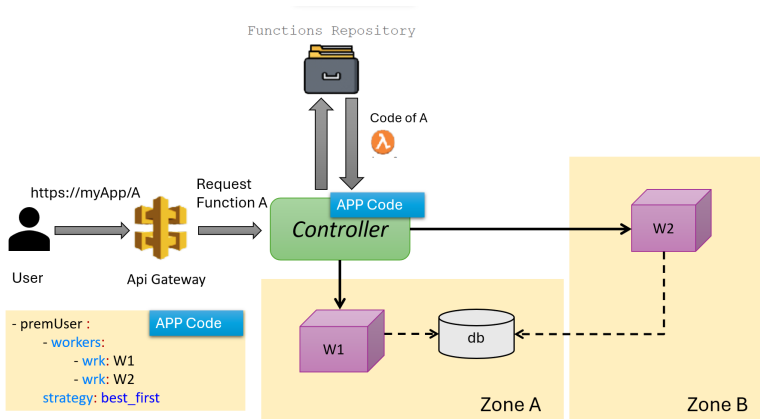 Functions Repository
Code of A
https://myApp/A
Request
Function A
APP Code
Controller
W2
User
Api Gateway
- premUser :
APP Code
- workers:
- wrk: W1
- wrk: W2
strategy: best_first
W1
db
Zone A
Zone B